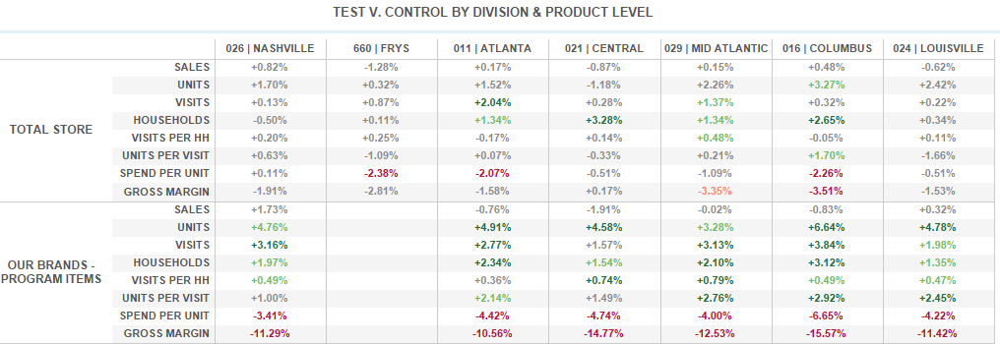 TEST V. CONTROL BY DIVISION & PRODUCT LEVEL
026 | NASHVILLE 660 | FRYS 011 | ATLANTA 021 | CENTRAL 029 | MID ATLANTIC 016 | COLUMBUS 024 | LOUISVILLE
TOTAL STORE
SALES +0.82% -1.28% +0.17% -0.87% +0.15% +0.48% -0.62%
UNITS +1.70% +0.32% +1.52% -1.18% +2.26% +3.27% +2.42%
VISITS +0.13% +0.87% +2.04% +0.28% +1.37% +0.32% +0.22%
HOUSEHOLDS -0.50% +0.11% +1.34% +3.28% +1.34% +2.65% +0.34%
VISITS PER HH +0.20% +0.25% -0.17% +0.14% +0.48% -0.05% +0.11%
UNITS PER VISIT +0.63% -1.09% +0.07% -0.33% +0.21% +1.70% -1.66%
SPEND PER UNIT +0.11% -2.38% -2.07% -0.51% -1.09% -2.26% -0.51%
GROSS MARGIN -1.91% -2.81% -1.58% +0.17% -3.35% -3.51% -1.53%
OUR BRANDS -
PROGRAM ITEMS
SALES +1.73% -0.76% -1.91% -0.02% -0.83% +0.32%
UNITS +4.76% +4.91% +4.58% +3.28% +6.64% +4.78%
VISITS +3.16% +2.77% +1.57% +3.13% +3.84% +1.98%
HOUSEHOLDS +1.97% +2.34% +1.54% +2.10% +3.12% +1.35%
VISITS PER HH +0.49% +0.36% +0.74% +0.79% +0.49% +0.47%
UNITS PER VISIT +1.00% +2.14% +1.49% +2.76% +2.92% +2.45%
SPEND PER UNIT -3.41% -4.42% -4.74% -4.00% -6.65% -4.22%
GROSS MARGIN -11.29% -10.56% -14.77% -12.53% -15.57% -11.42%